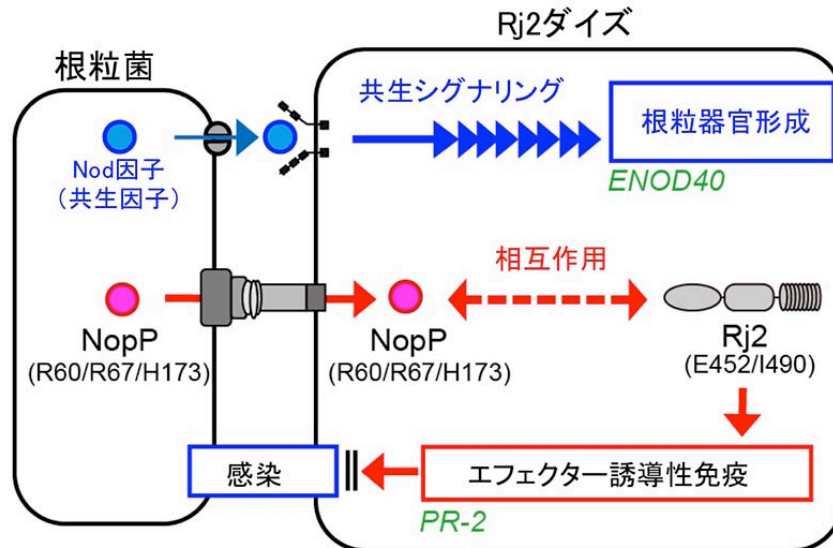 Rj2ダイズ
根粒菌
共生シグナリング
根粒器官形成
Nod因子
(共生因子)
ENOD40
相互作用
NopP
(R60/R67/H173)
NopP
(R60/R67/H173)
Rj2
(E452/I490)
感染
エフェクター誘導性免疫
PR-2